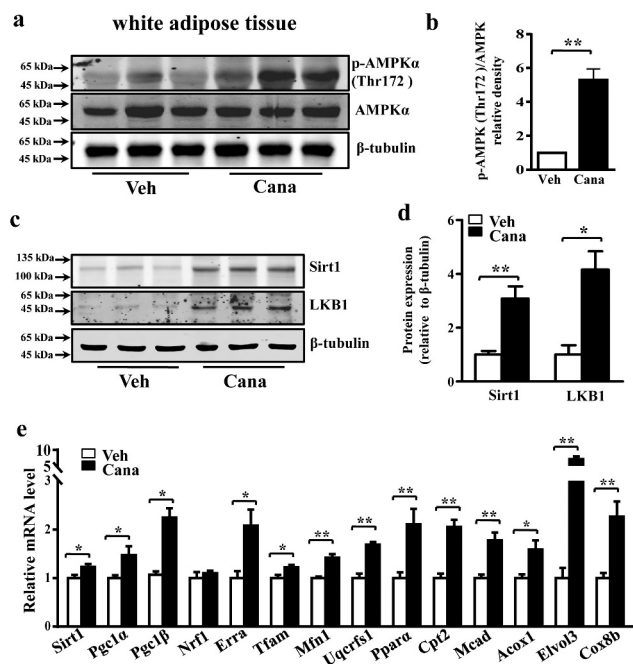 a
white adipose tissue
65 kDa
45 kDa
p-AMPKα
(Thr172 )
65 kDa
45 kDa
AMPKα
65 kDa
45 kDa
β-tubulin
Veh
Cana
b
p-AMPK (Thr172 )/AMPK
relative density
8
6
4
2
0
**
Veh
Cana
c
135 kDa
100 kDa
Sirt1
65 kDa
45 kDa
LKB1
65 kDa
45 kDa
β-tubulin
Veh
Cana
d
Veh
Cana
Protein expression
(relative to β-tubulin)
6
4
2
0
**
*
Sirt1
LKB1
e
Veh
Cana
Relative mRNA level
10
5
2
1
0
*
*
*
*
*
**
**
**
**
**
*
**
**
Sirt1
Pgc1α
Pgc1β
Nrf1
Erra
Tfam
Mfn1
Uqcrfs1
Pparα
Cpt2
Mcad
Acox1
Elvol3
Cox8b